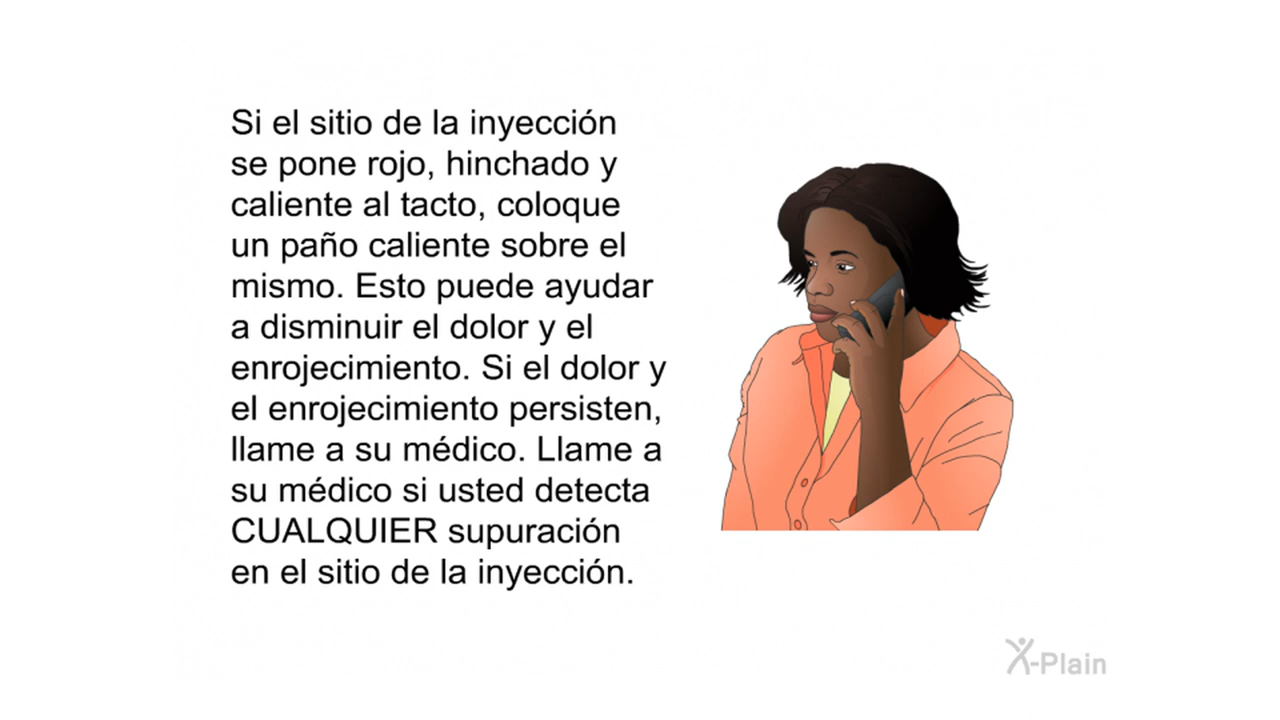 Si el sitio de la inyección
se pone rojo, hinchado y
caliente al tacto, coloque
un paño caliente sobre el
mismo. Esto puede ayudar
a disminuir el dolor y el
enrojecimiento. Si el dolor y
el enrojecimiento persisten,
llame a su médico. Llame a
su médico si usted detecta
CUALQUIER supuración
en el sitio de la inyección.
X-Plain